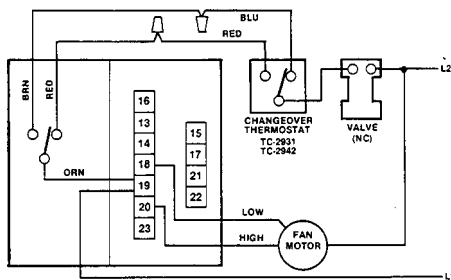 BLU
RED
BRN
RED
L2
16
13
14
18
19
20
23
15
17
21
22
CHANGEOVER
THERMOSTAT
TC-2931
TC-2942
VALVE
(NC)
ORN
LOW
HIGH
FAN
MOTOR
L